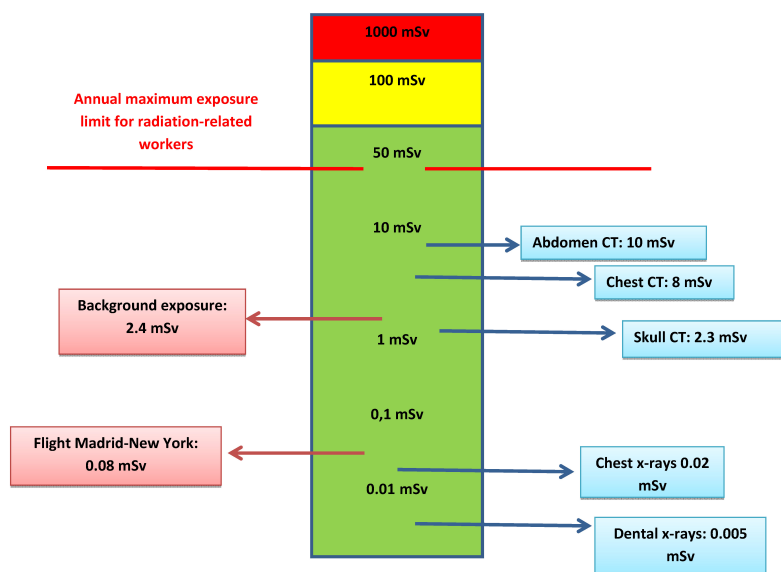 1000 mSv
100 mSv
Annual maximum exposure
limit for radiation-related
workers
50 mSv
10 mSv
Abdomen CT: 10 mSv
Chest CT: 8 mSv
Background exposure:
2.4 mSv
1 mSv
Skull CT: 2.3 mSv
0,1 mSv
Flight Madrid-New York:
0.08 mSv
Chest x-rays 0.02
mSv
0.01 mSv
Dental x-rays: 0.005
mSv